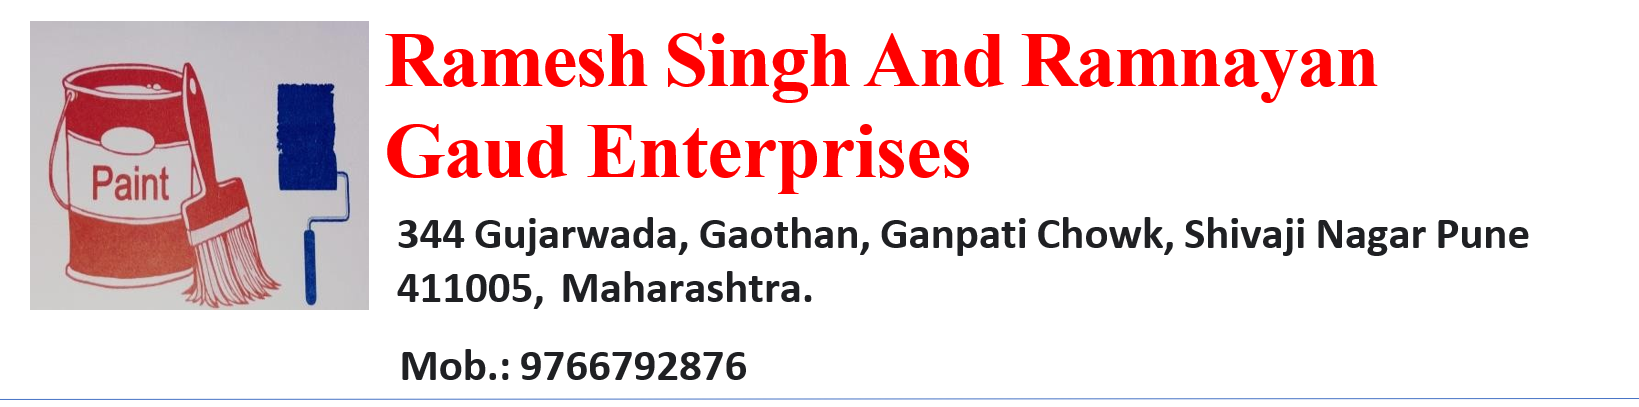 Ramesh Singh And Ramnayan
Gaud Enterprises
Paint
344 Gujarwada, Gaothan, Ganpati Chowk, Shivaji Nagar Pune
411005, Maharashtra.
Mob.: 9766792876